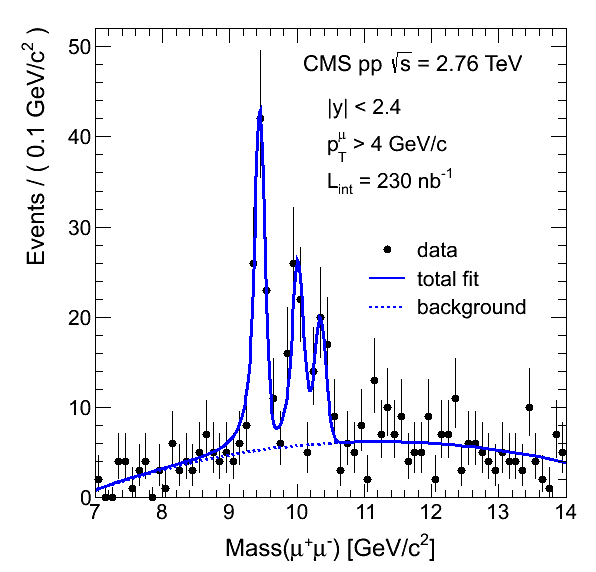 Events / ( 0.1 GeV/c²)
50
40
30
20
10
0
CMS pp √s = 2.76 TeV
|y| < 2.4
p_T^μ > 4 GeV/c
L_int = 230 nb⁻¹
data
total fit
background
7 8 9 10 11 12 13 14
Mass(μ⁺μ⁻) [GeV/c²]